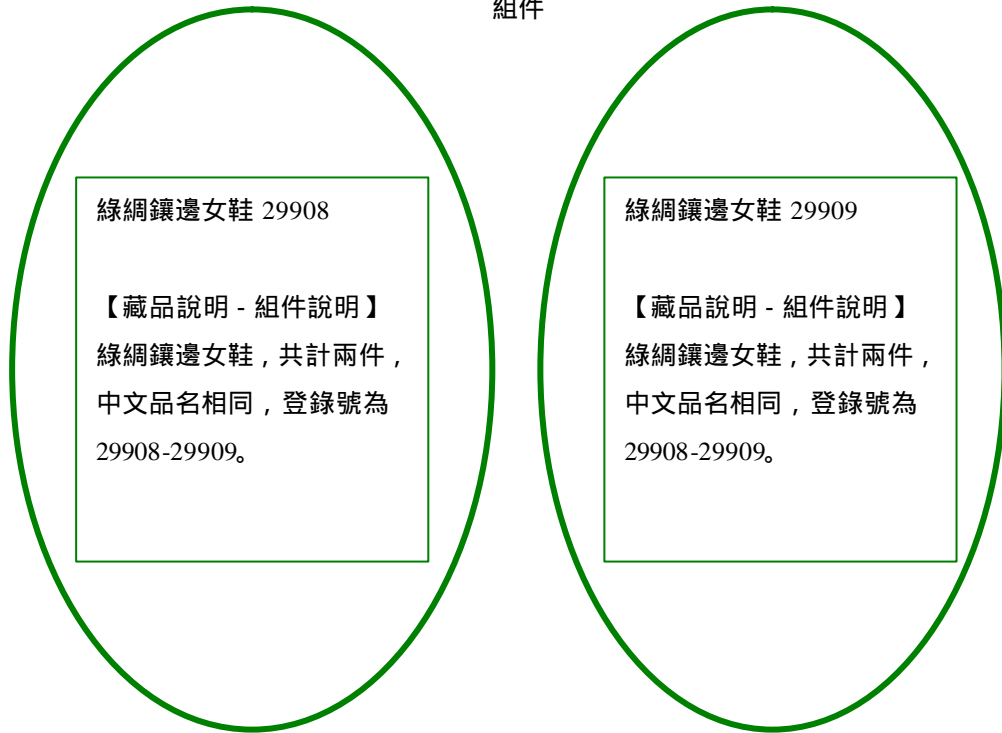 組件
綠綢鑲邊女鞋 29908
【藏品說明 - 組件說明】
綠綢鑲邊女鞋，共計兩件，
中文品名相同，登錄號為
29908-29909。
綠綢鑲邊女鞋 29909
【藏品說明 - 組件說明】
綠綢鑲邊女鞋，共計兩件，
中文品名相同，登錄號為
29908-29909。